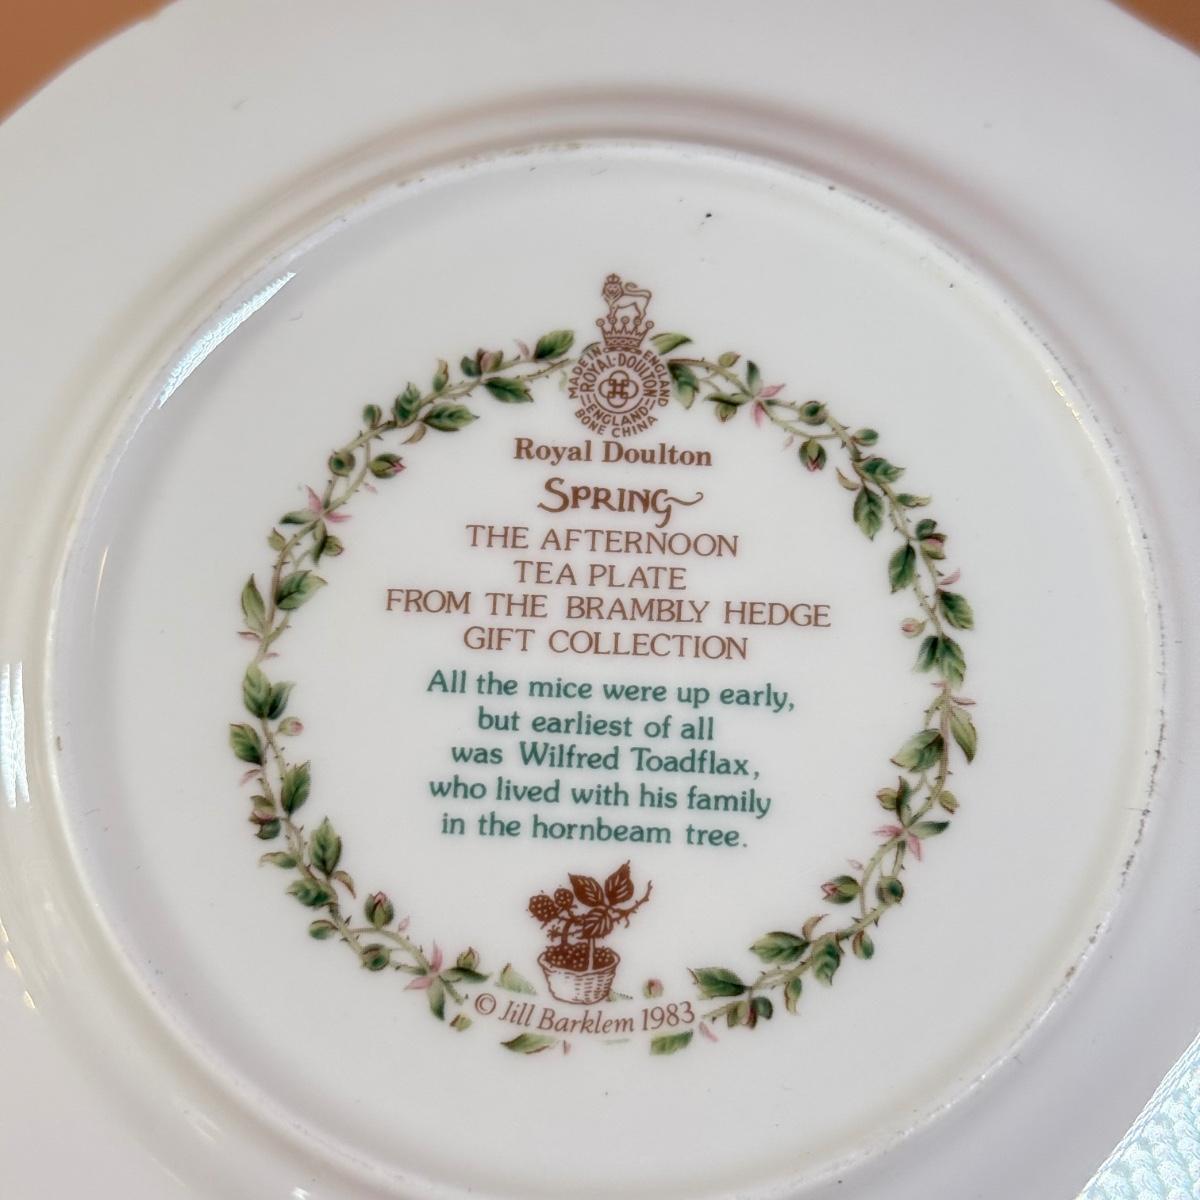 MADE IN ENGLAND
ROYAL·DOULTON
ENGLAND
BONE CHINA
Royal Doulton
SPRING
THE AFTERNOON
TEA PLATE
FROM THE BRAMBLY HEDGE
GIFT COLLECTION
All the mice were up early,
but earliest of all
was Wilfred Toadflax,
who lived with his family
in the hornbeam tree.
© Jill Barklem 1983